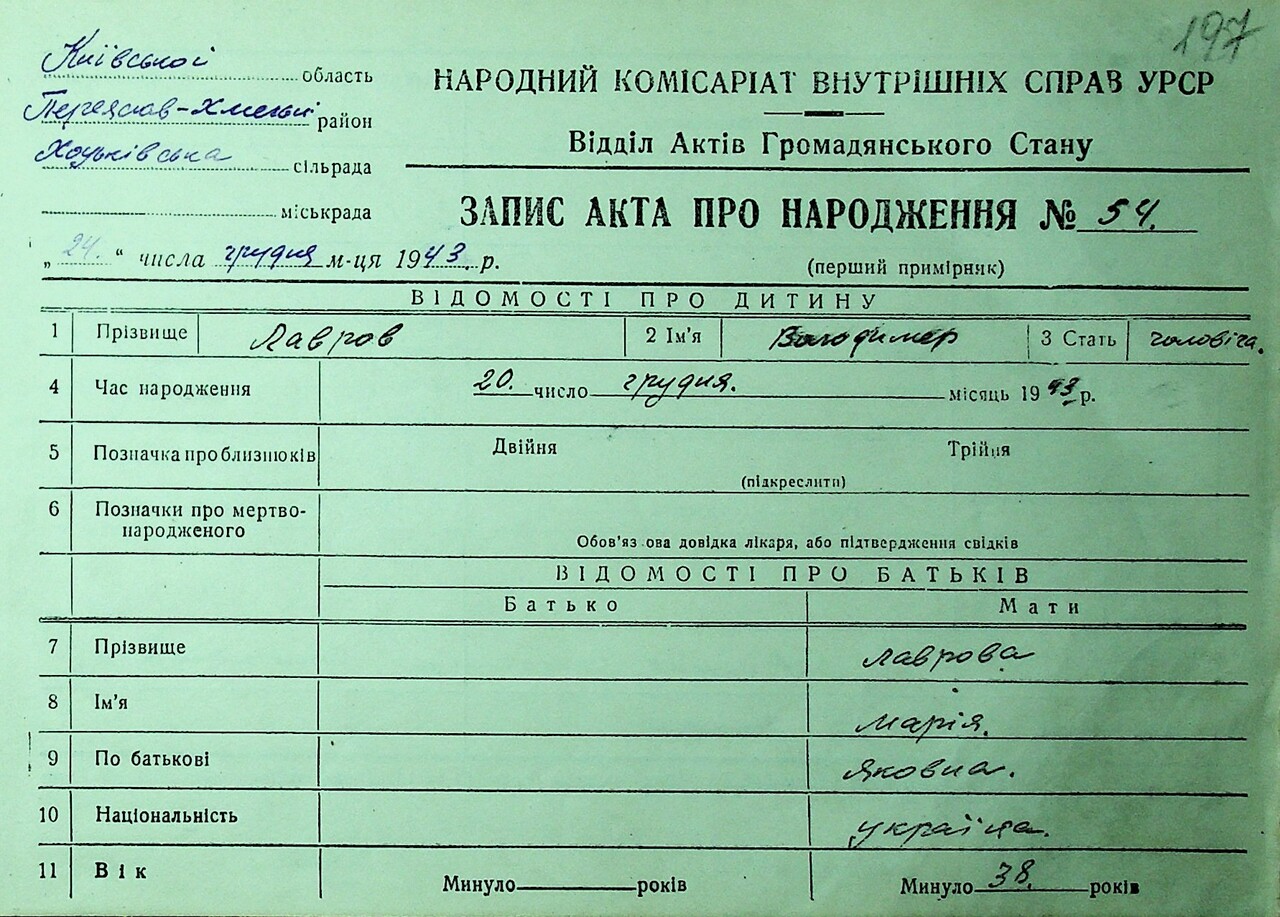 197
Київської область
Переяслав-Хмельн район
Хоцьківська сільрада
міськрада
НАРОДНИЙ КОМІСАРІАТ ВНУТРІШНІХ СПРАВ УРСР
Відділ Актів Громадянського Стану
ЗАПИС АКТА ПРО НАРОДЖЕННЯ № 54.
„24.“ числа грудня м-ця 1943. р.
(перший примірник)
ВІДОМОСТІ ПРО ДИТИНУ
1 Прізвище Лавров 2 Ім'я Володимер 3 Стать чоловіча.
4 Час народження 20. число грудня. місяць 1943 р.
5 Позначка про близнюків Двійня Трійня
(підкреслити)
6 Позначки про мертво-
народженого
Обов'яз ова довідка лікаря, або підтвердження свідків
ВІДОМОСТІ ПРО БАТЬКІВ
Батько Мати
7 Прізвище Лаврова
8 Ім'я Марія.
9 По батькові Яковна.
10 Національність
11 Вік Минуло років Минуло 38. років